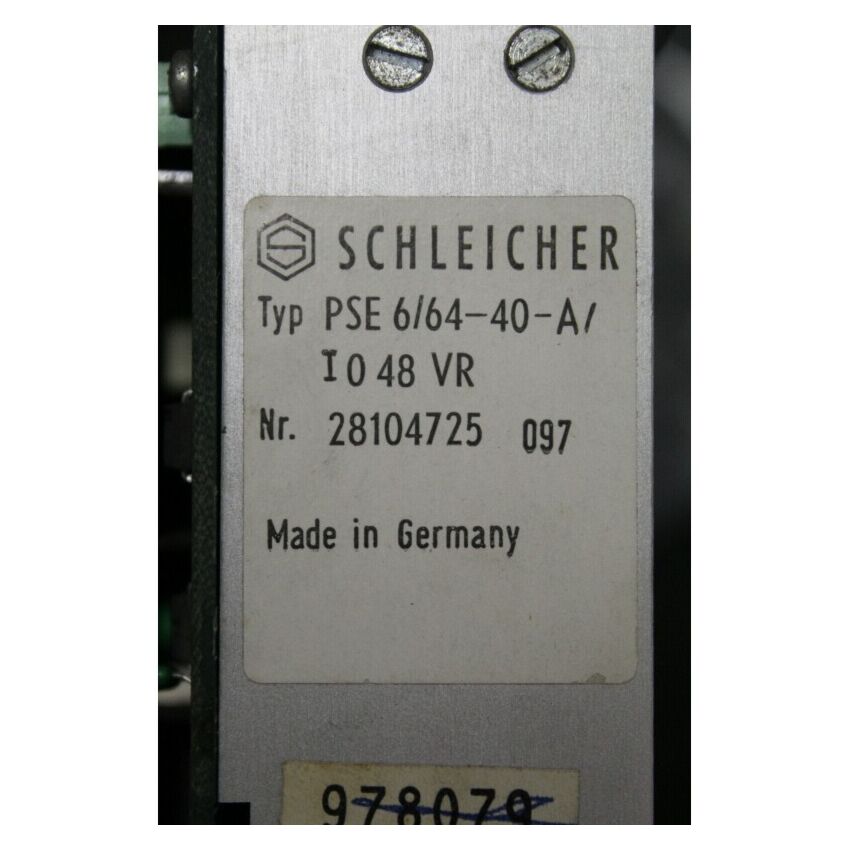 SCHLEICHER
Typ PSE 6/64-40-A/
I0 48 VR
Nr. 28104725 097
Made in Germany
978079